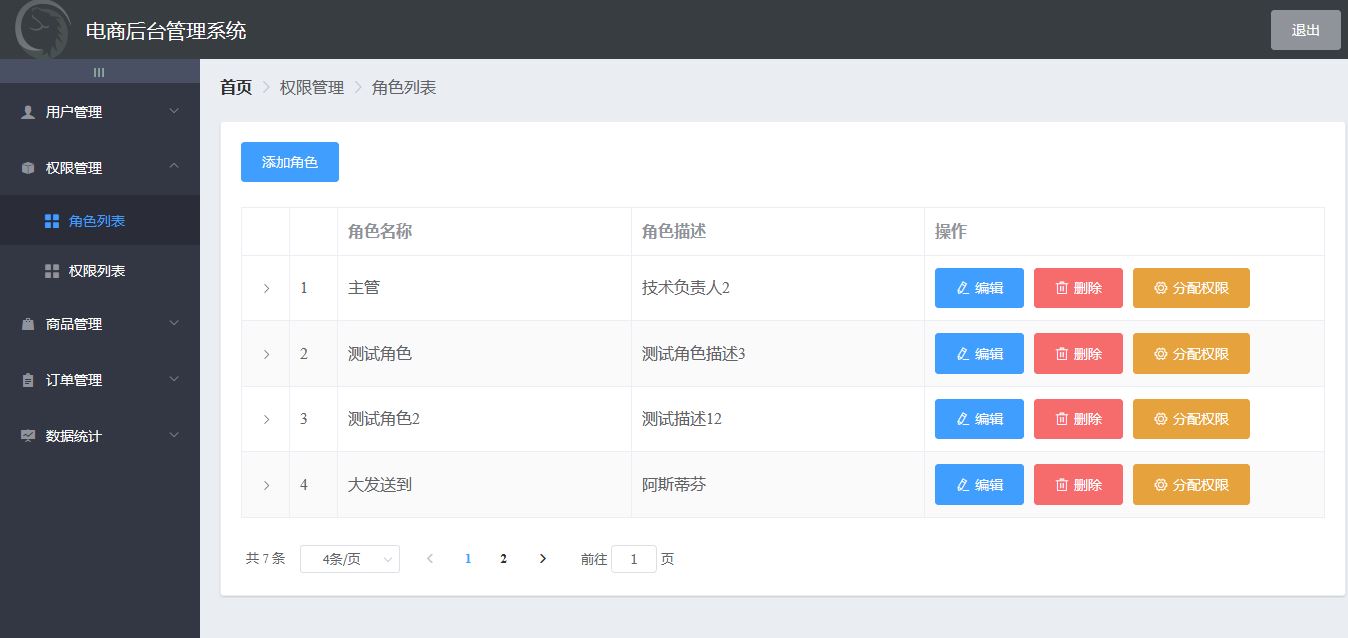 电商后台管理系统
退出
用户管理
权限管理
角色列表
权限列表
商品管理
订单管理
数据统计
首页 > 权限管理 > 角色列表
添加角色
角色名称 角色描述 操作
1 主管 技术负责人2 编辑 删除 分配权限
2 测试角色 测试角色描述3 编辑 删除 分配权限
3 测试角色2 测试描述12 编辑 删除 分配权限
4 大发送到 阿斯蒂芬 编辑 删除 分配权限
共 7 条 4条/页 1 2 前往 1 页